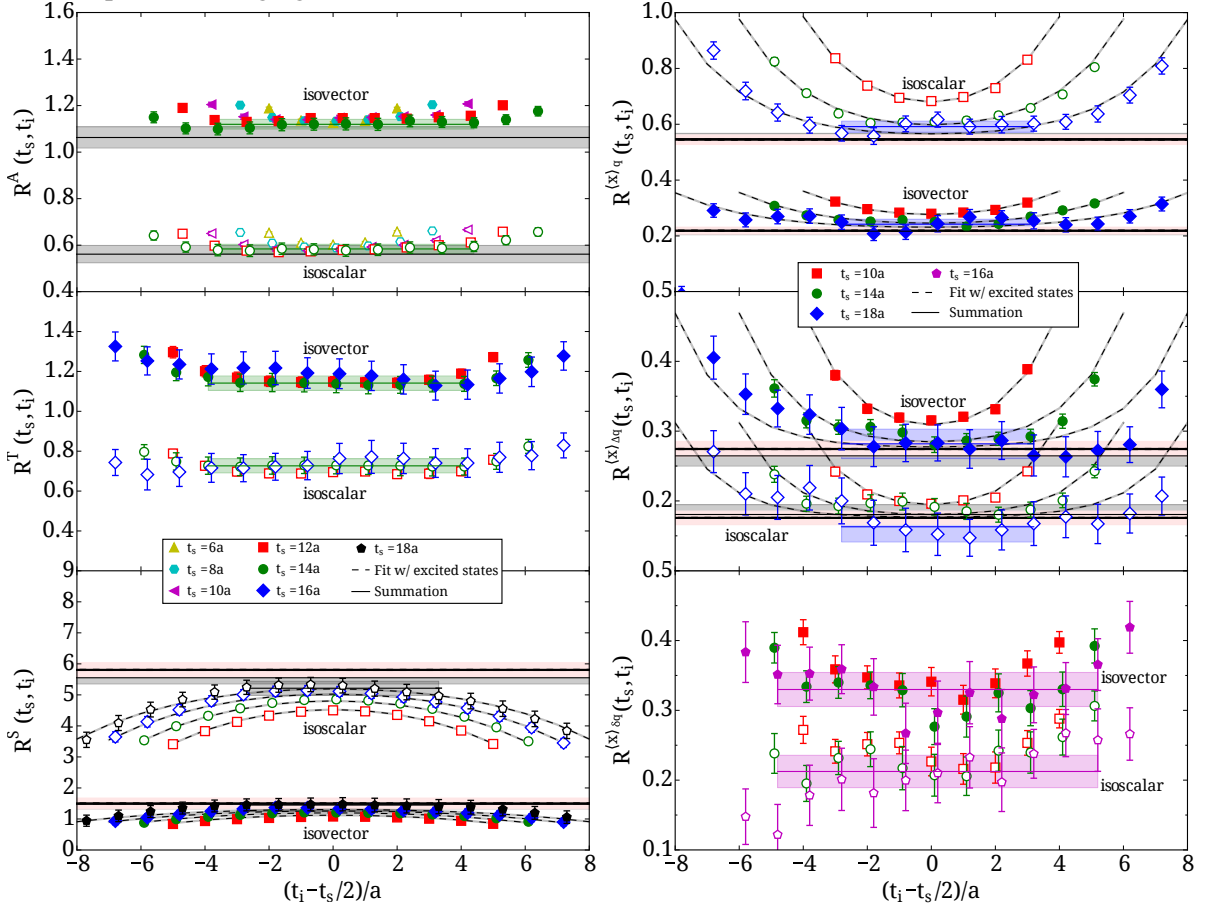 1.6
1.4
1.2
1.0
0.8
0.6
0.4
R^A (t_s, t_i)
isovector
isoscalar
1.4
1.2
1.0
0.8
0.6
0.4
R^T (t_s, t_i)
isovector
isoscalar
t_s =6a
t_s =8a
t_s =10a
t_s =12a
t_s =14a
t_s =16a
t_s =18a
Fit w/ excited states
Summation
9
8
7
6
5
4
3
2
1
0
R^S (t_s, t_i)
isoscalar
isovector
−8 −6 −4 −2 0 2 4 6 8
(t_i−t_s/2)/a
1.0
0.8
0.6
0.4
0.2
R^⟨x⟩q (t_s, t_i)
isoscalar
isovector
t_s =10a
t_s =14a
t_s =18a
t_s =16a
Fit w/ excited states
Summation
0.5
0.4
0.3
0.2
R^⟨x⟩Δq (t_s, t_i)
isovector
isoscalar
0.5
0.4
0.3
0.2
0.1
R^⟨x⟩δq (t_s, t_i)
isovector
isoscalar
−8 −6 −4 −2 0 2 4 6 8
(t_i−t_s/2)/a